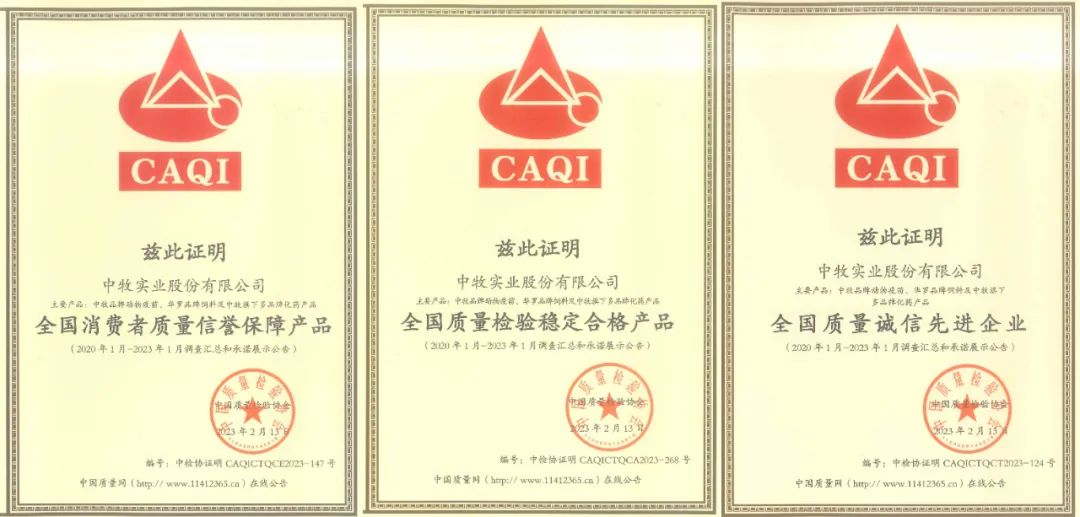 CAQI
兹此证明
中牧实业股份有限公司
主要产品：中牧品牌动物疫苗、华罗品牌饲料及中牧旗下多品牌化药产品
全国消费者质量信誉保障产品
（2020年1月-2023年1月调查汇总和承诺展示公告）
中国质量检验协会
2023年2月13日
编号：中检协证明 CAQICTQCE2023-147号
中国质量网（http:// www.11412365.cn）在线公告
CAQI
兹此证明
中牧实业股份有限公司
主要产品：中牧品牌动物疫苗、华罗品牌饲料及中牧旗下多品牌化药产品
全国质量检验稳定合格产品
（2020年1月-2023年1月调查汇总和承诺展示公告）
中国质量检验协会
2023年2月13日
编号：中检协证明 CAQICTQCA2023-268号
中国质量网（http:// www.11412365.cn）在线公告
CAQI
兹此证明
中牧实业股份有限公司
主要产品：中牧品牌动物疫苗、华罗品牌饲料及中牧旗下
多品牌化药产品
全国质量诚信先进企业
（2020年1月-2023年1月调查汇总和承诺展示公告）
中国质量检验协会
2023年2月13日
编号：中检协证明 CAQICTQCT2023-124号
中国质量网（http:// www.11412365.cn）在线公告